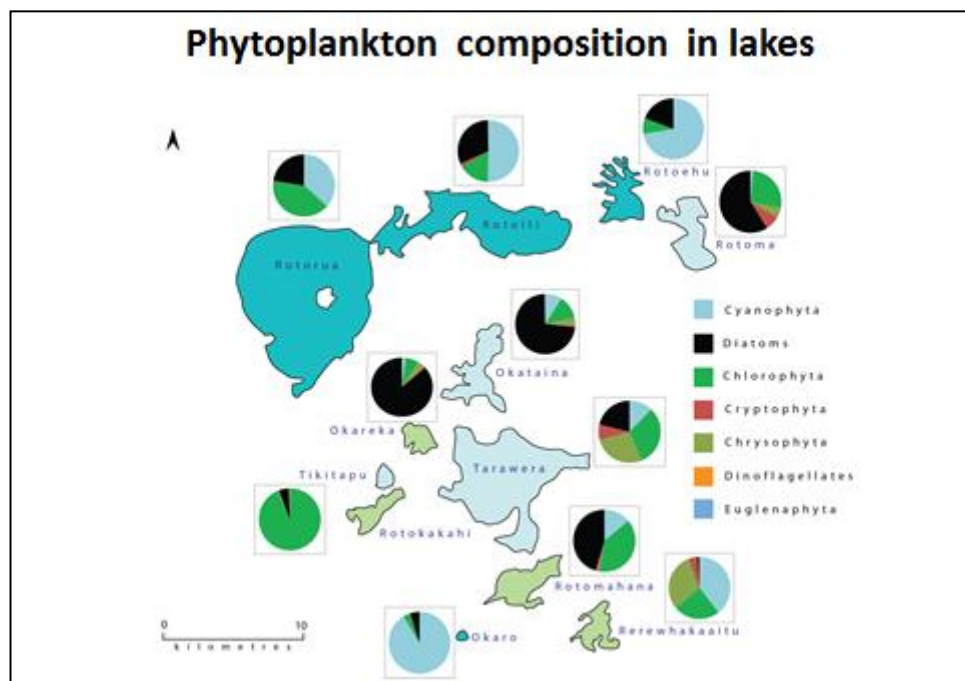 Phytoplankton composition in lakes
Rotoehu
Rotoma
Rotoiti
Rotorua
Cyanophyta
Diatoms
Chlorophyta
Cryptophyta
Chrysophyta
Dinoflagellates
Euglenaphyta
Okataina
Okareka
Tikitapu
Tarawera
Rotokakahi
Rotomahana
Rerewhakaaitu
Okaro
0 10
kilometres